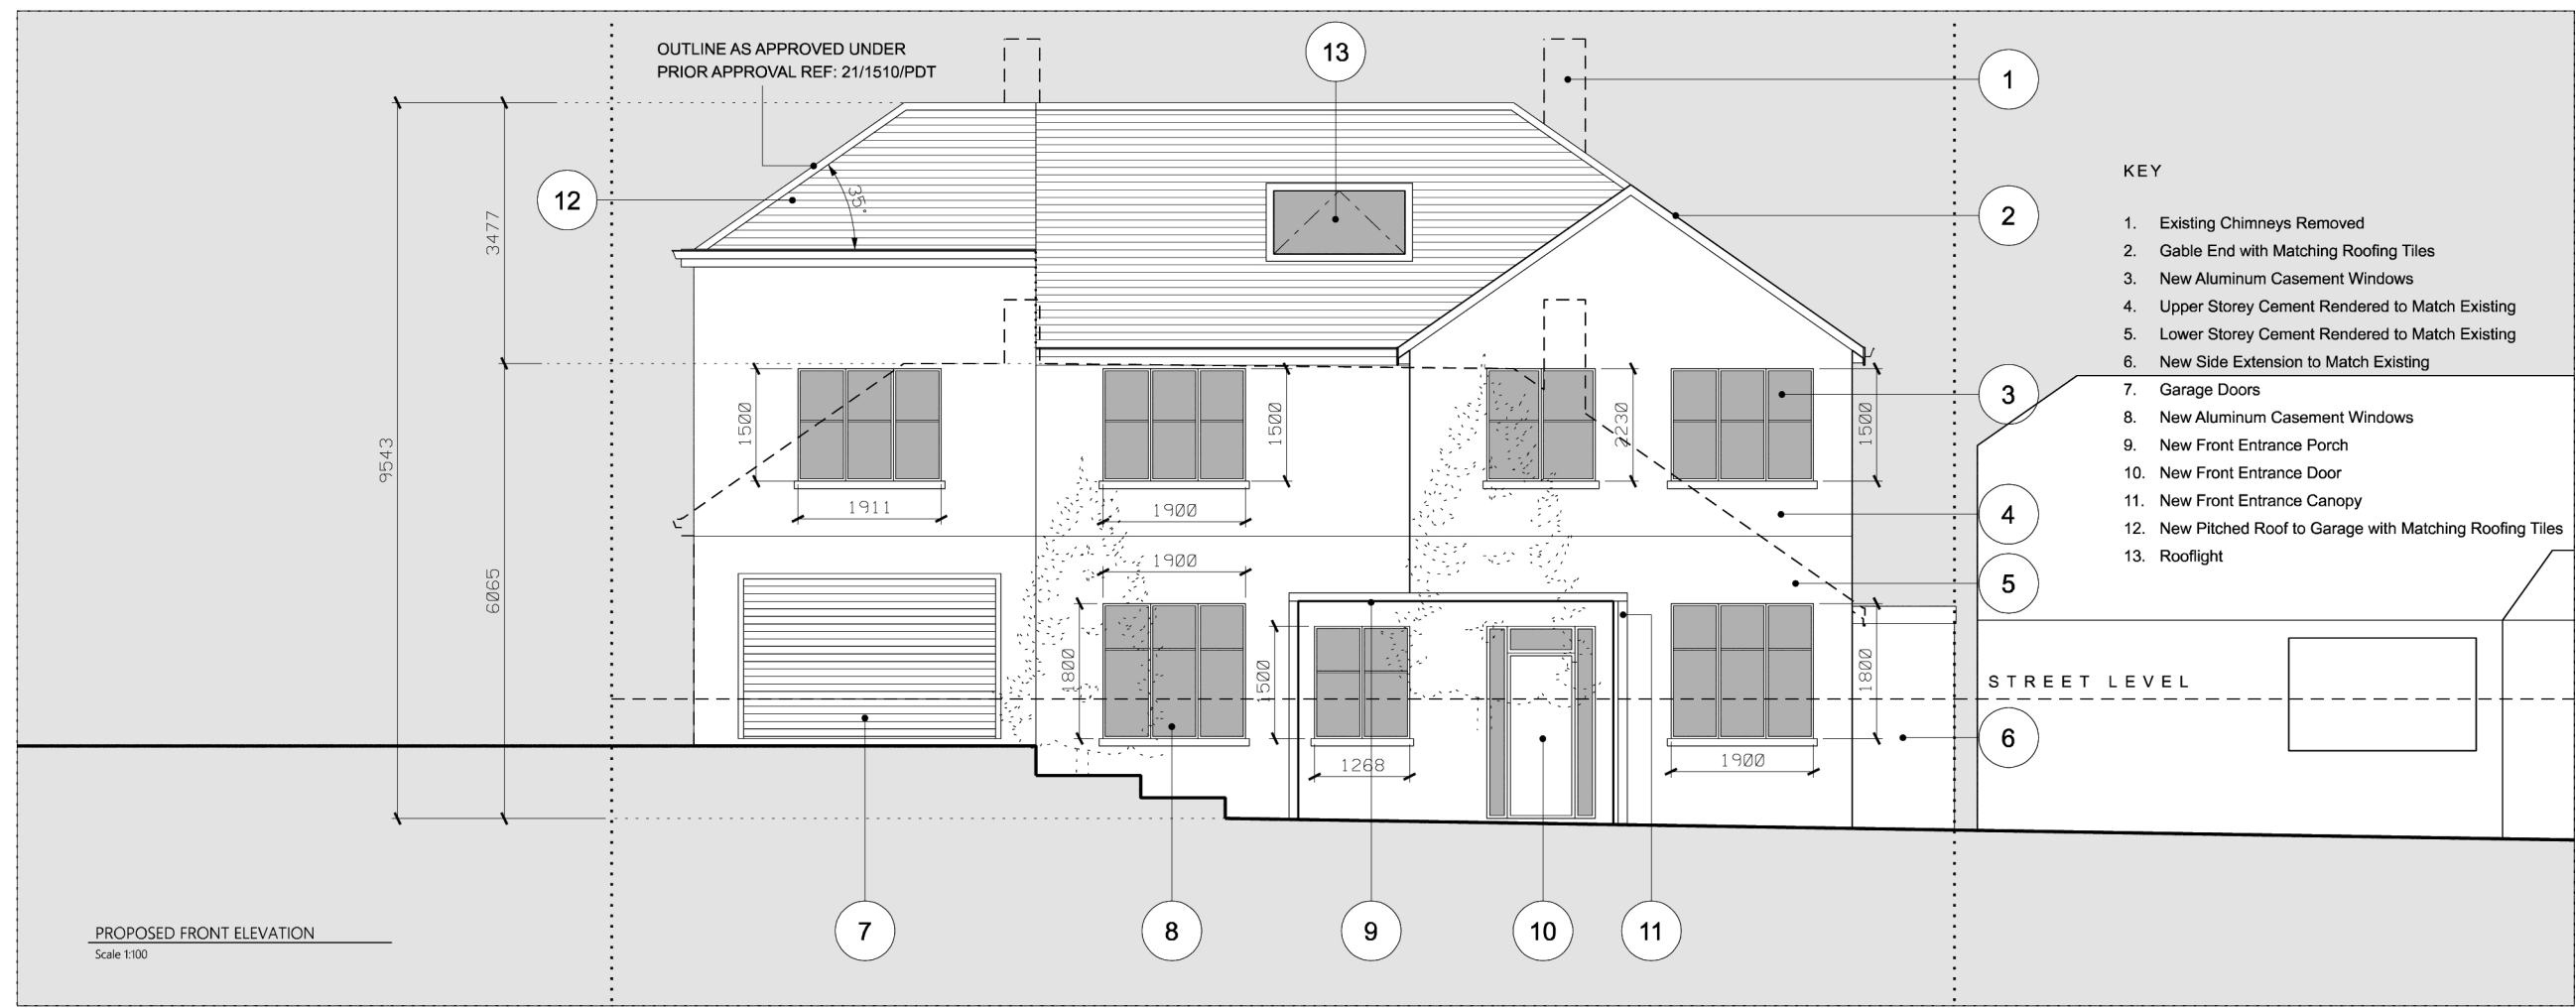 OUTLINE AS APPROVED UNDER
PRIOR APPROVAL REF: 21/1510/PDT
13
1
12
2
35°
3477
KEY
1. Existing Chimneys Removed
2. Gable End with Matching Roofing Tiles
3. New Aluminum Casement Windows
4. Upper Storey Cement Rendered to Match Existing
5. Lower Storey Cement Rendered to Match Existing
6. New Side Extension to Match Existing
7. Garage Doors
8. New Aluminum Casement Windows
9. New Front Entrance Porch
10. New Front Entrance Door
11. New Front Entrance Canopy
12. New Pitched Roof to Garage with Matching Roofing Tiles
13. Rooflight
3
1500
1500
2230
1500
9543
1911
1900
4
1900
6065
5
1800
1500
1800
STREET LEVEL
6
1268
1900
7
8
9
10
11
PROPOSED FRONT ELEVATION
Scale 1:100